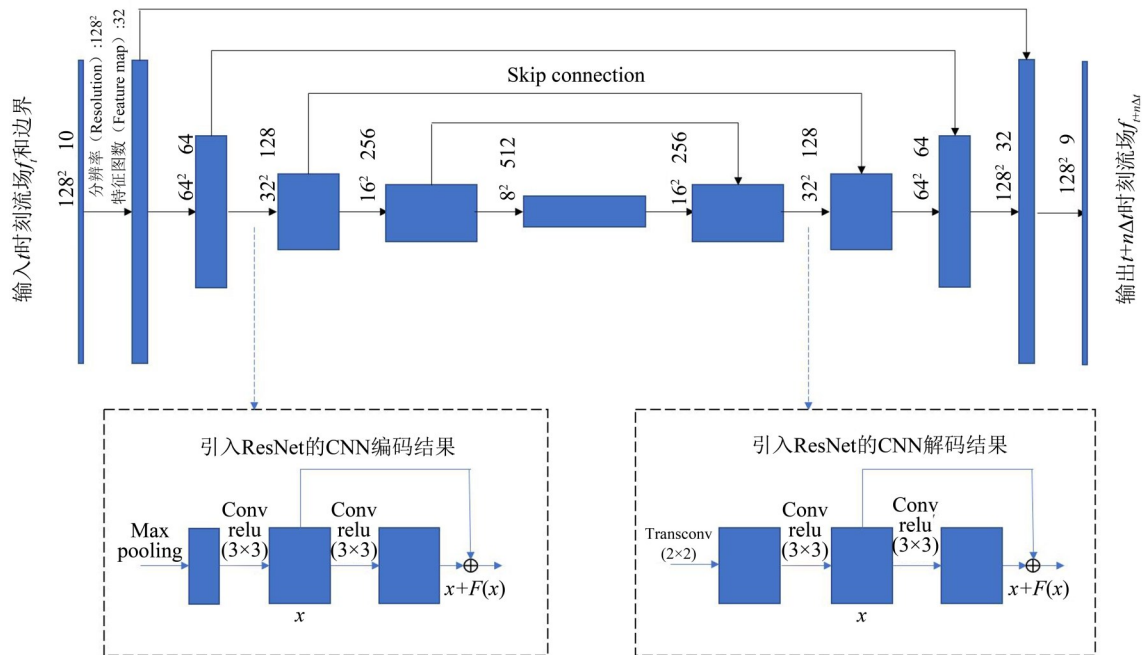 输入t时刻流场fₜ和边界
128² 10
分辨率（Resolution）:128²
特征图数（Feature map）:32
64² 64
32² 128
16² 256
8² 512
Skip connection
16² 256
32² 128
64² 64
128² 32
128² 9
输出t+nΔt时刻流场fₜ₊ₙΔₜ
引入ResNet的CNN编码结果
Max
pooling
Conv
relu
(3×3)
Conv
relu
(3×3)
x
x+F(x)
引入ResNet的CNN解码结果
Transconv
(2×2)
Conv
relu
(3×3)
Conv
relu'
(3×3)
x
x+F(x)